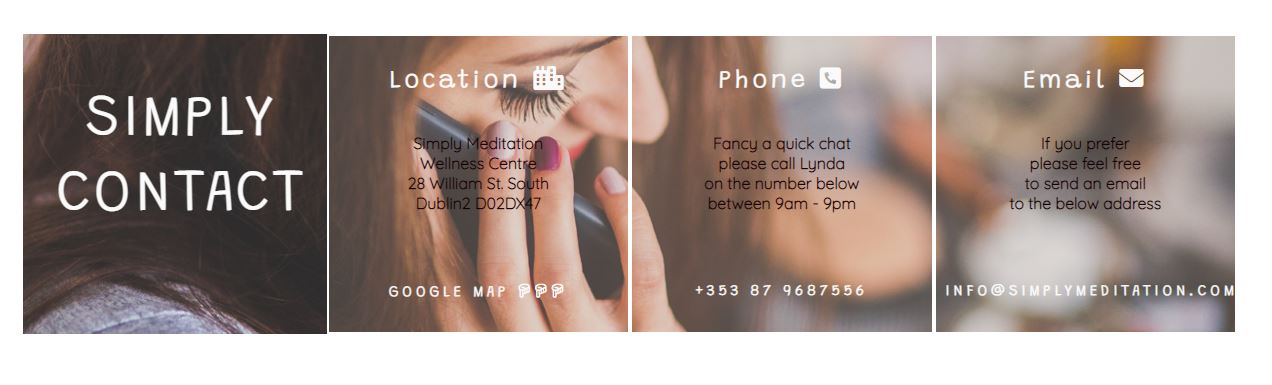 SIMPLY
CONTACT
Location
Simply Meditation
Wellness Centre
28 William St. South
Dublin2 D02DX47
GOOGLE MAP
Phone
Fancy a quick chat
please call Lynda
on the number below
between 9am - 9pm
+353 87 9687556
Email
If you prefer
please feel free
to send an email
to the below address
INFO@SIMPLYMEDITATION.COM